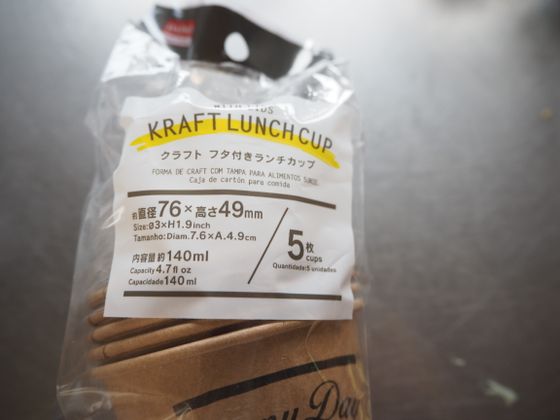 KRAFT LUNCH CUP
クラフト フタ付きランチカップ
FORMA DE CRAFT COM TAMPA PARA ALIMENTOS
Caja de cartón para comida
約直径76×高さ49mm
Size:Ø3×H1.9inch
Tamanho:Diam.7.6×A.4.9cm
5枚
cups
Quantidade:5 unidades
内容量 約140ml
Capacity 4.7fl oz
Capacidade 140ml
Day